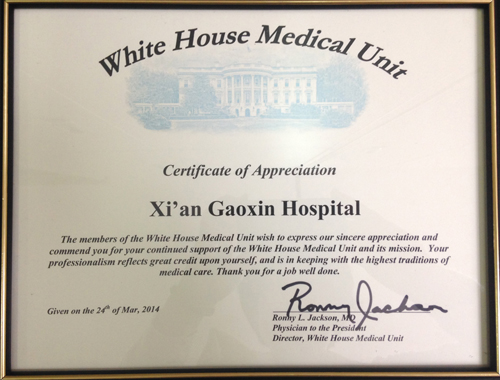 White House Medical Unit
Certificate of Appreciation
Xi'an Gaoxin Hospital
The members of the White House Medical Unit wish to express our sincere appreciation and
commend you for your continued support of the White House Medical Unit and its mission. Your
professionalism reflects great credit upon yourself, and is in keeping with the highest traditions of
medical care. Thank you for a job well done.
Given on the 24th of Mar, 2014
Ronny Jackson
Ronny L. Jackson, MD
Physician to the President
Director, White House Medical Unit